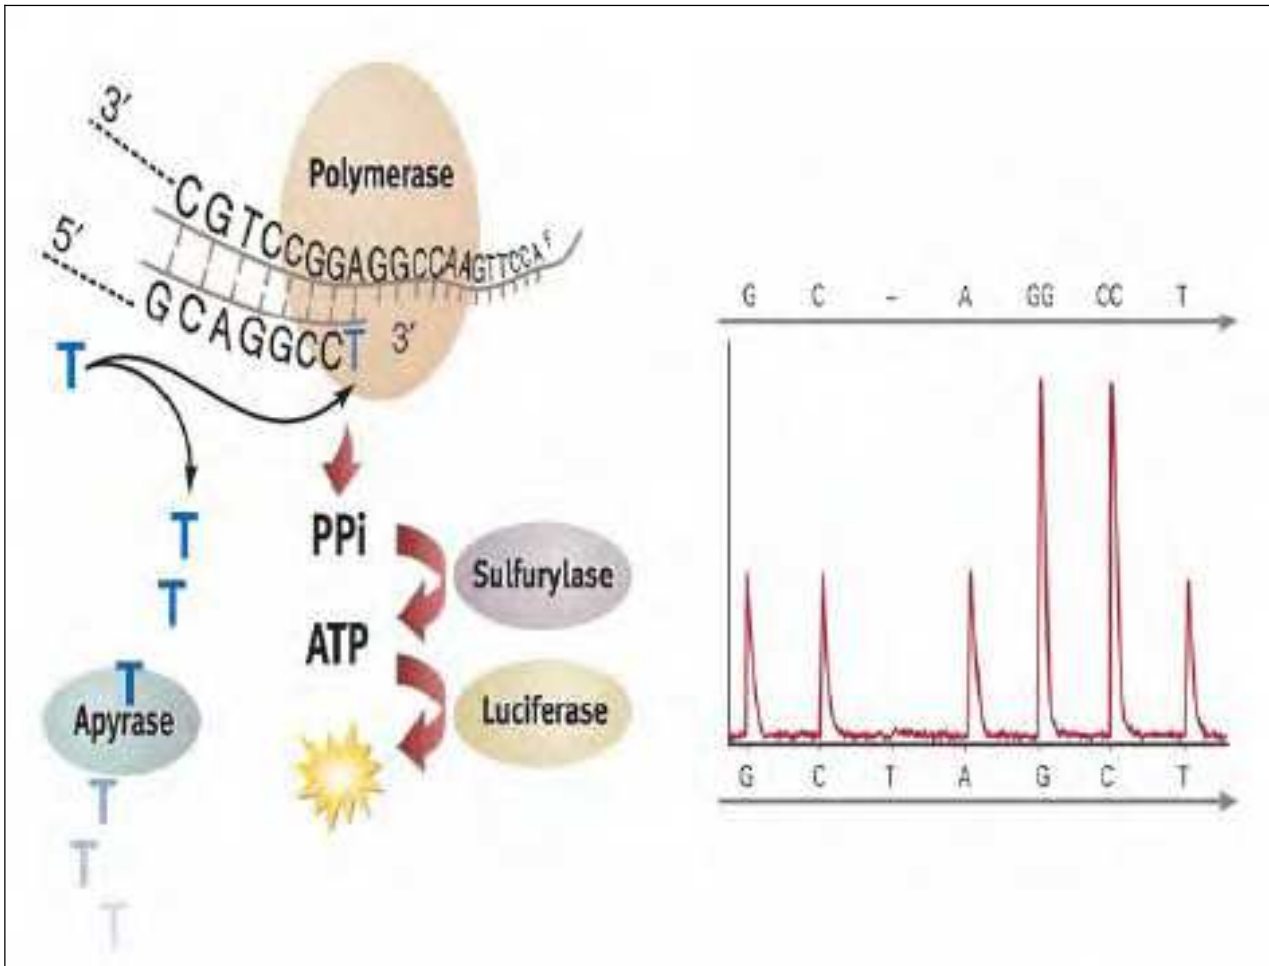 3'
Polymerase
CGTCCGGAGGCCAAGTTCCA
5'
GCAGGCCT 3'
T
T
PPi
Sulfurylase
T
ATP
T
Apyrase
Luciferase
T
T
T
G C - A GG CC T
G C T A G C T